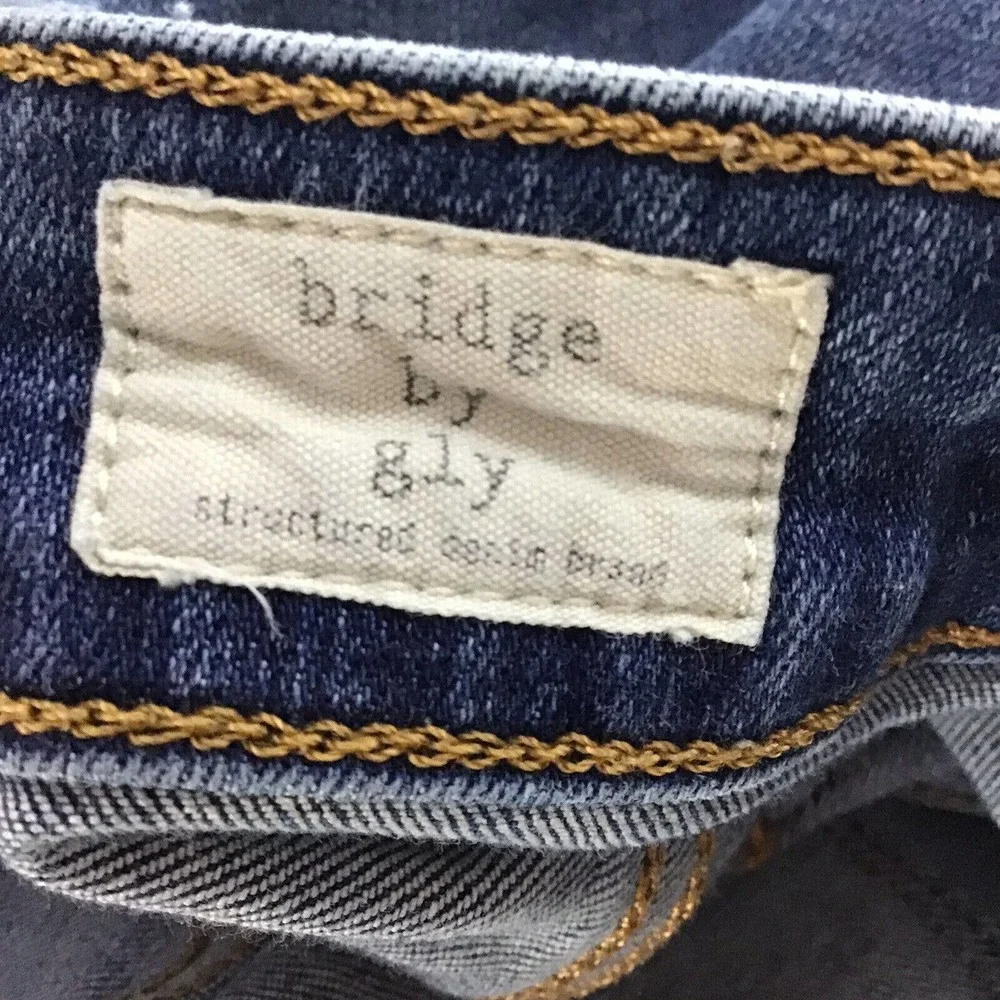 bridge
by
gly
structured denim brand